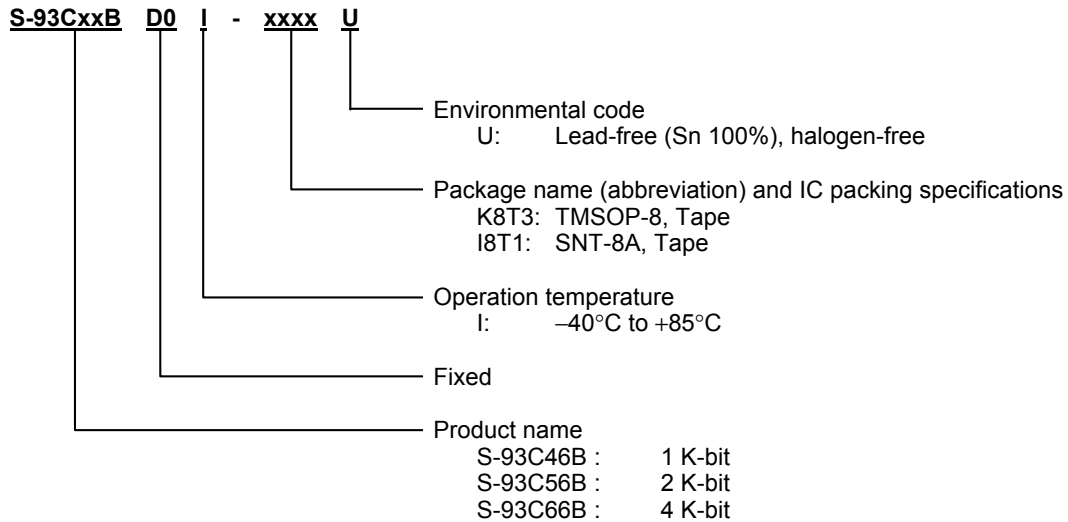 S-93CxxB D0 I - xxxx U
Environmental code
U: Lead-free (Sn 100%), halogen-free
Package name (abbreviation) and IC packing specifications
K8T3: TMSOP-8, Tape
I8T1: SNT-8A, Tape
Operation temperature
I: −40°C to +85°C
Fixed
Product name
S-93C46B : 1 K-bit
S-93C56B : 2 K-bit
S-93C66B : 4 K-bit